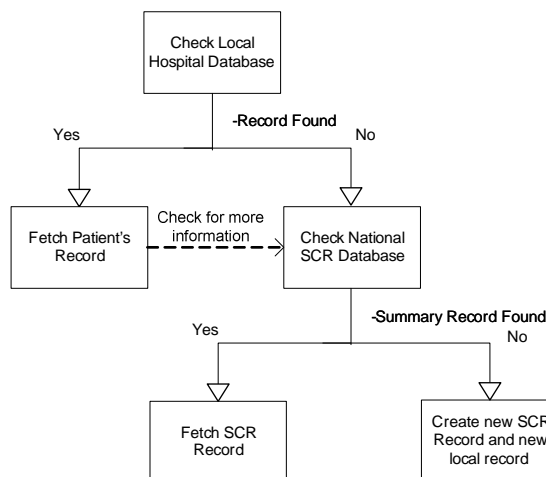 Check Local
Hospital Database
-Record Found
Yes
No
Fetch Patient's
Record
Check for more
information
Check National
SCR Database
-Summary Record Found
Yes
No
Fetch SCR
Record
Create new SCR
Record and new
local record